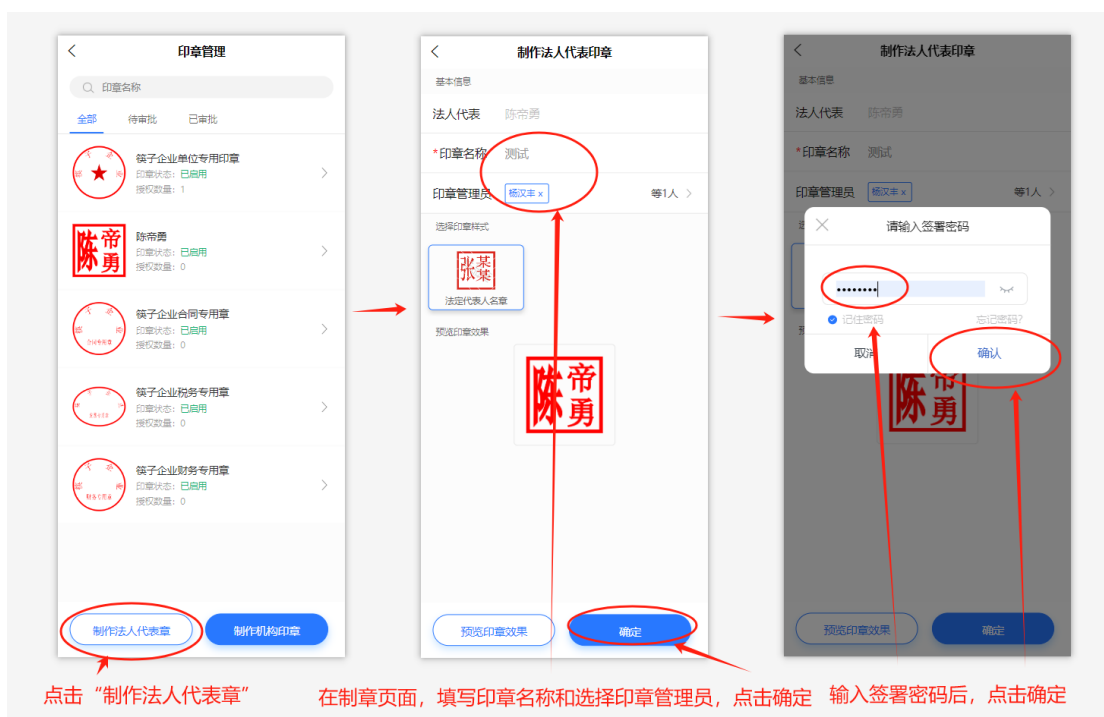 印章管理
印章名称
全部 待审批 已审批
筷子企业单位专用印章
印章状态：已启用
授权数量：1
陈帝勇
陈帝勇
印章状态：已启用
授权数量：0
筷子企业合同专用章
印章状态：已启用
授权数量：0
筷子企业税务专用章
印章状态：已启用
授权数量：0
筷子企业财务专用章
印章状态：已启用
授权数量：0
制作法人代表章 制作机构印章
点击“制作法人代表章”
制作法人代表印章
基本信息
法人代表 陈帝勇
*印章名称 测试
印章管理员 杨汉丰 x 等1人
选择印章样式
张某某
法定代表人名章
预览印章效果
陈帝勇
预览印章效果 确定
在制章页面，填写印章名称和选择印章管理员，点击确定
制作法人代表印章
基本信息
法人代表 陈帝勇
*印章名称 测试
印章管理员 杨汉丰 x 等1人
请输入签署密码
••••••••
记住密码 忘记密码?
取消 确认
陈帝勇
预览印章效果 确定
输入签署密码后，点击确定